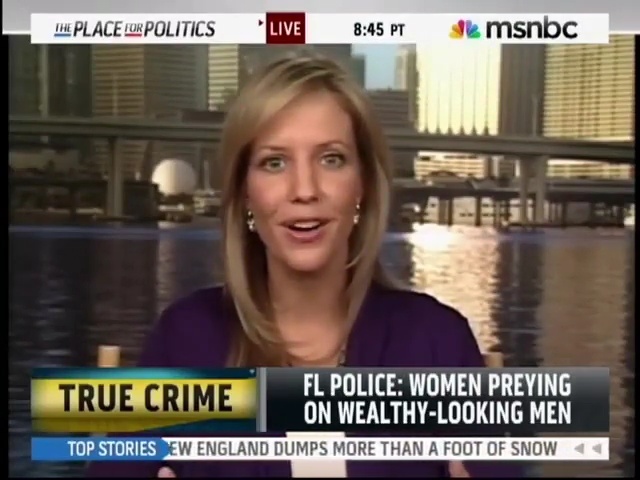 THE PLACE FOR POLITICS
LIVE
8:45 PT
msnbc
TRUE CRIME
FL POLICE: WOMEN PREYING
ON WEALTHY-LOOKING MEN
TOP STORIES
EW ENGLAND DUMPS MORE THAN A FOOT OF SNOW